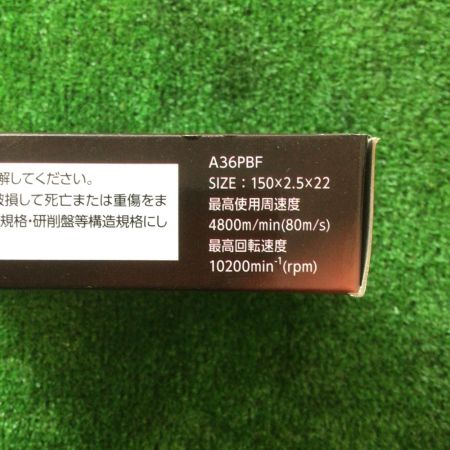 解してください。
破損して死亡または重傷をま
規格・研削盤等構造規格にし
A36PBF
SIZE：150×2.5×22
最高使用周速度
4800m/min(80m/s)
最高回転速度
10200min⁻¹(rpm)